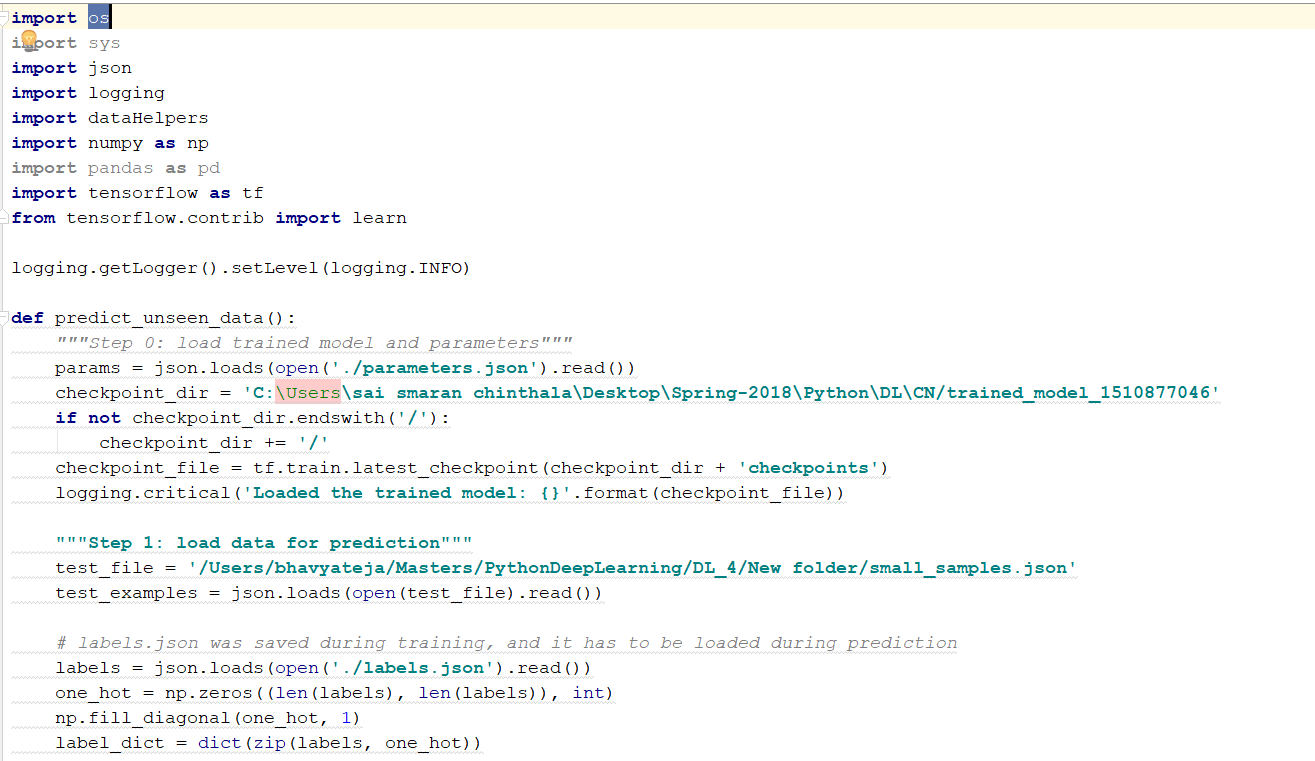 import os
import sys
import json
import logging
import dataHelpers
import numpy as np
import pandas as pd
import tensorflow as tf
from tensorflow.contrib import learn

logging.getLogger().setLevel(logging.INFO)

def predict_unseen_data():
    """Step 0: load trained model and parameters"""
    params = json.loads(open('./parameters.json').read())
    checkpoint_dir = 'C:\Users\sai smaran chinthala\Desktop\Spring-2018\Python\DL\CN/trained_model_1510877046'
    if not checkpoint_dir.endswith('/'):
        checkpoint_dir += '/'
    checkpoint_file = tf.train.latest_checkpoint(checkpoint_dir + 'checkpoints')
    logging.critical('Loaded the trained model: {}'.format(checkpoint_file))

    """Step 1: load data for prediction"""
    test_file = '/Users/bhavyateja/Masters/PythonDeepLearning/DL_4/New folder/small_samples.json'
    test_examples = json.loads(open(test_file).read())

    # labels.json was saved during training, and it has to be loaded during prediction
    labels = json.loads(open('./labels.json').read())
    one_hot = np.zeros((len(labels), len(labels)), int)
    np.fill_diagonal(one_hot, 1)
    label_dict = dict(zip(labels, one_hot))